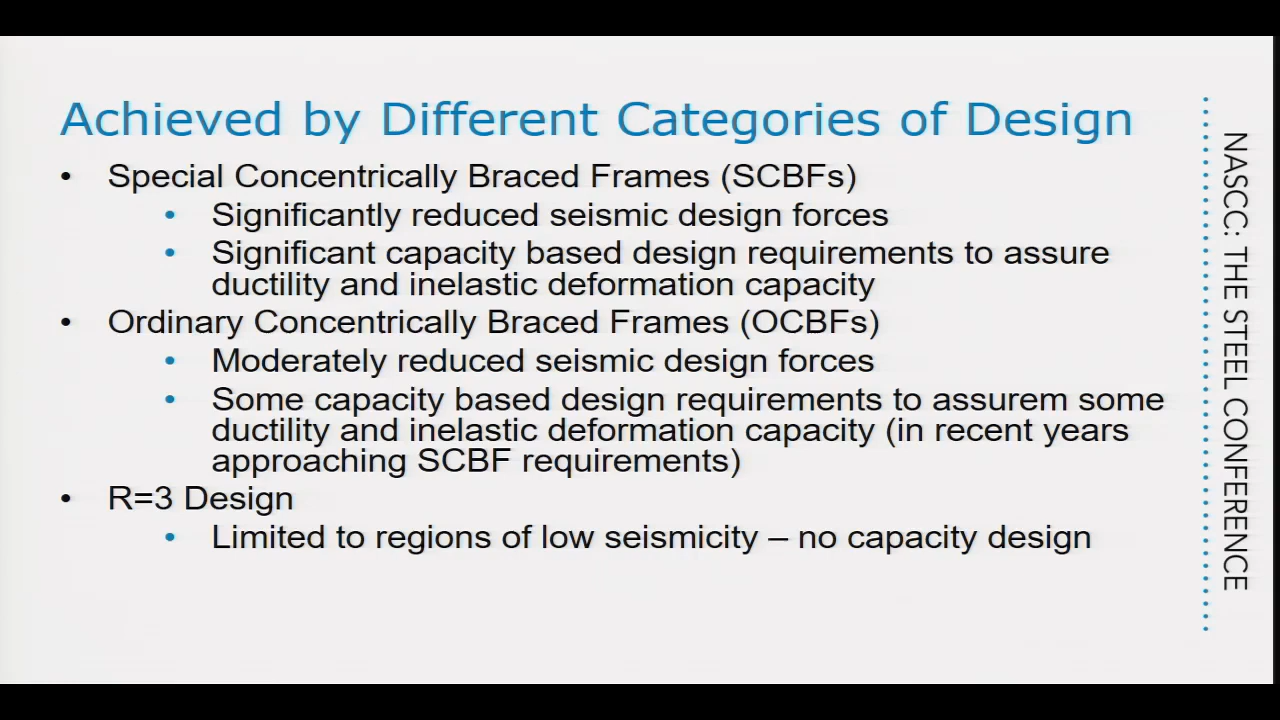 Achieved by Different Categories of Design
• Special Concentrically Braced Frames (SCBFs)
• Significantly reduced seismic design forces
• Significant capacity based design requirements to assure
ductility and inelastic deformation capacity
• Ordinary Concentrically Braced Frames (OCBFs)
• Moderately reduced seismic design forces
• Some capacity based design requirements to assurem some
ductility and inelastic deformation capacity (in recent years
approaching SCBF requirements)
• R=3 Design
• Limited to regions of low seismicity – no capacity design
NASCC: THE STEEL CONFERENCE